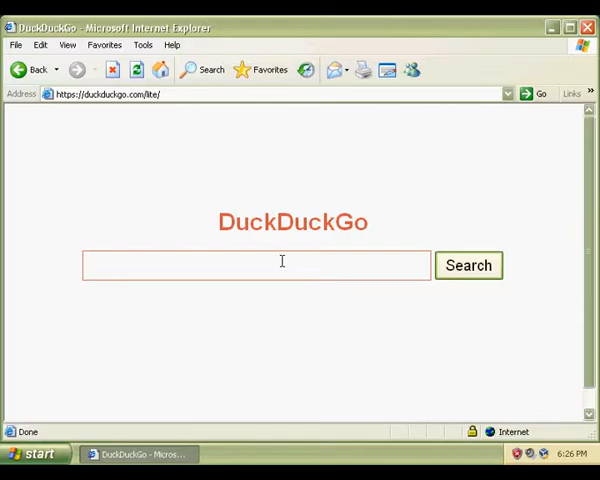 DuckDuckGo - Microsoft Internet Explorer
File Edit View Favorites Tools Help
Back Search Favorites
Address https://duckduckgo.com/lite/ Go Links »
DuckDuckGo
Search
Done Internet
start DuckDuckGo - Micros... 6:26 PM